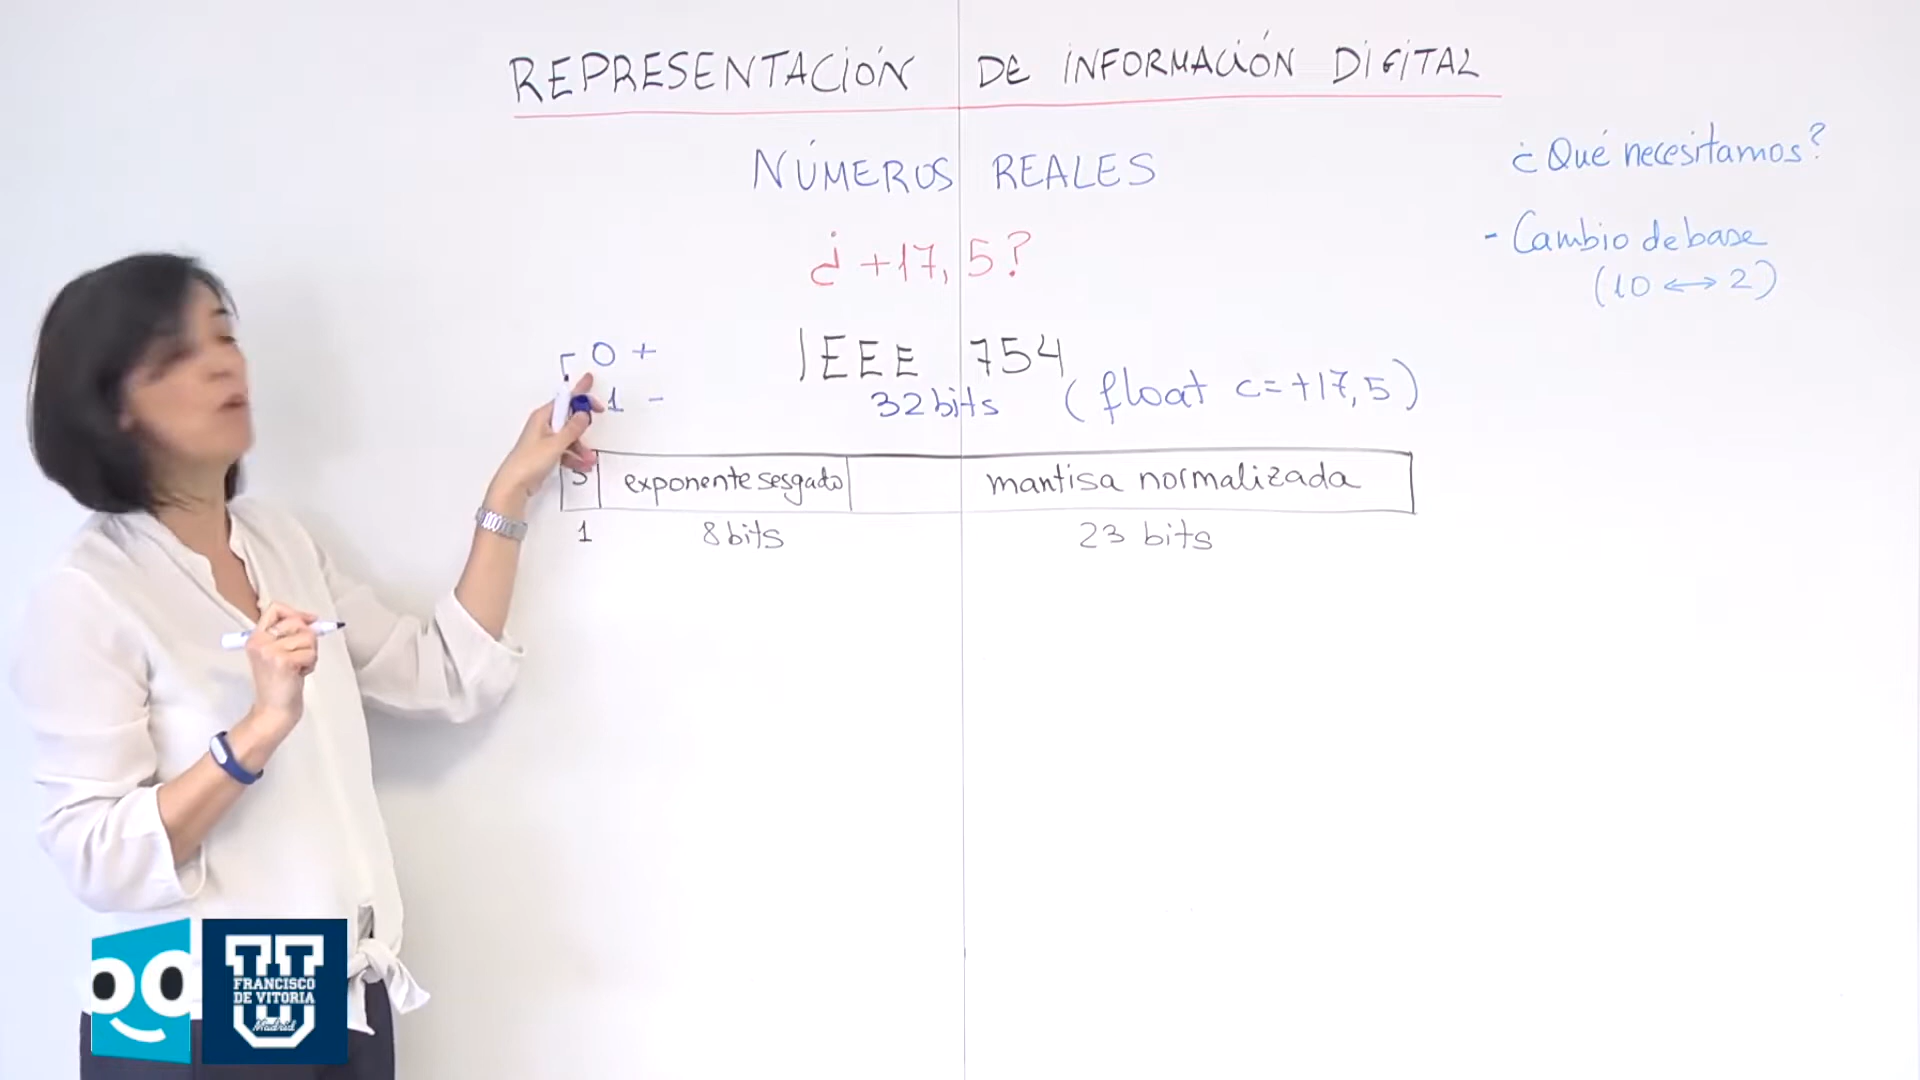 REPRESENTACIÓN DE INFORMACIÓN DIGITAL
NÚMEROS REALES
¿Qué necesitamos?
- Cambio de base
(10 ↔ 2)
¿+17,5?
0 +
1 -
IEEE 754
32 bits (float c=+17,5)
S exponente sesgado mantisa normalizada
1 8 bits 23 bits
FRANCISCO
DE VITORIA
Madrid